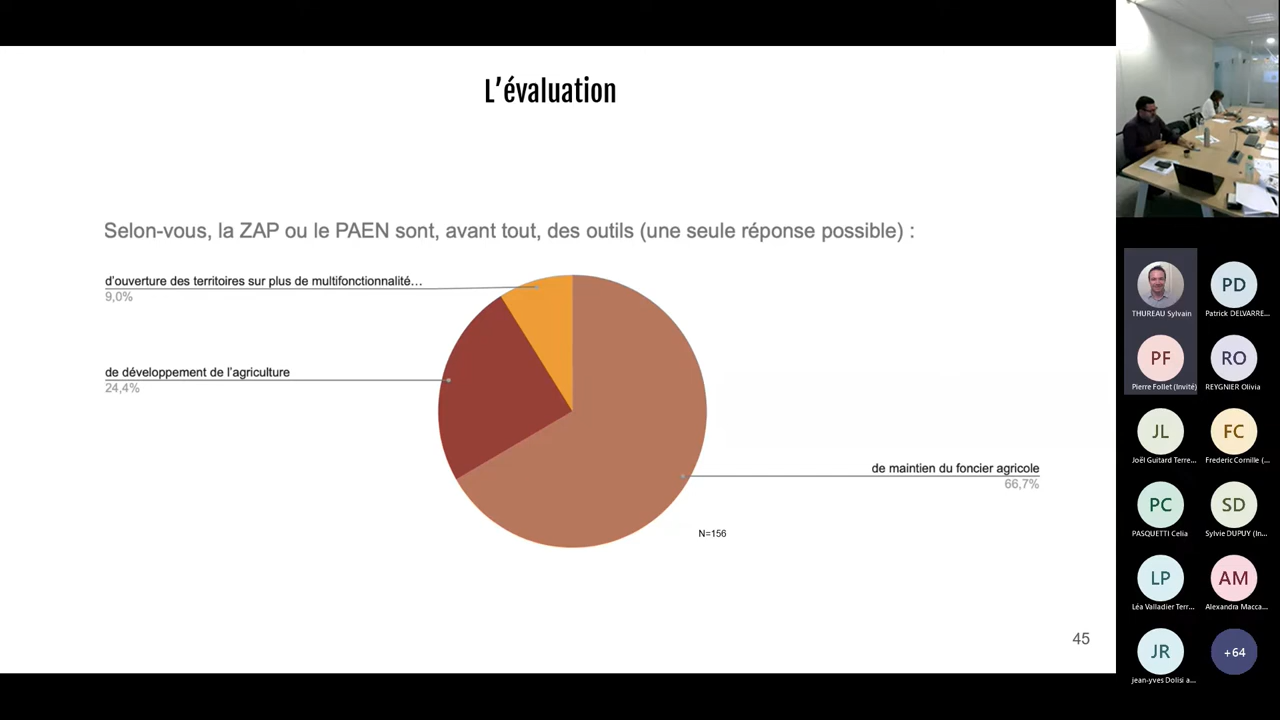 L'évaluation
Selon-vous, la ZAP ou le PAEN sont, avant tout, des outils (une seule réponse possible) :
d'ouverture des territoires sur plus de multifonctionnalité…
9,0%
de développement de l'agriculture
24,4%
de maintien du foncier agricole
66,7%
N=156
45
THUREAU Sylvain
PD
Patrick DELVARRE...
PF
Pierre Follet (Invité)
RO
REYGNIER Olivia
JL
Joël Guitard Terre...
FC
Frederic Cornille (...
PC
PASQUETTI Celia
SD
Sylvie DUPUY (In...
LP
Léa Valladier Terr...
AM
Alexandra Macca...
JR
jean-yves Dolisi a...
+64